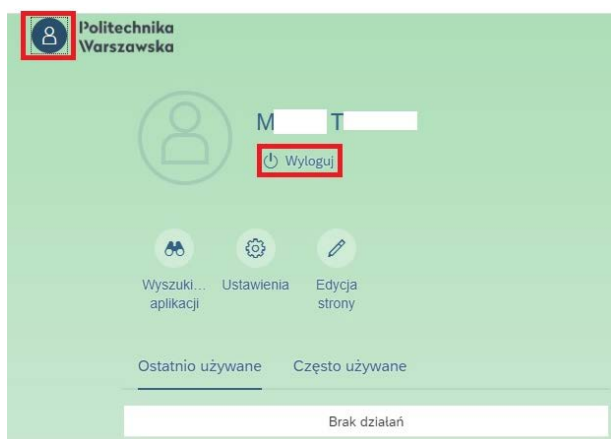 Politechnika
Warszawska
M T
Wyloguj
Wyszuki... Ustawienia Edycja
aplikacji strony
Ostatnio używane Często używane
Brak działań